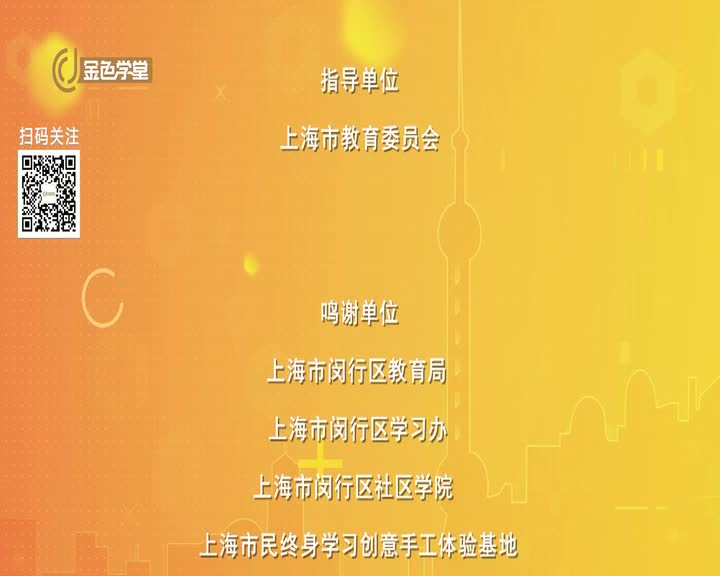 金色学堂
指导单位
扫码关注
上海市教育委员会
鸣谢单位
上海市闵行区教育局
上海市闵行区学习办
上海市闵行区社区学院
上海市民终身学习创意手工体验基地